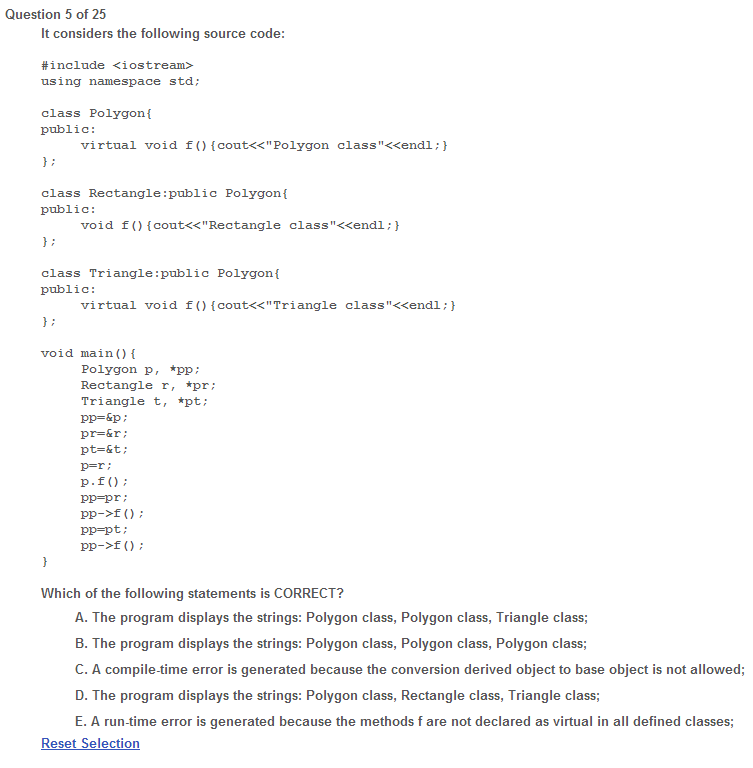 Question 5 of 25
It considers the following source code:
#include <iostream>
using namespace std;
class Polygon{
public:
virtual void f(){cout<<"Polygon class"<<endl;}
};
class Rectangle:public Polygon{
public:
void f(){cout<<"Rectangle class"<<endl;}
};
class Triangle:public Polygon{
public:
virtual void f(){cout<<"Triangle class"<<endl;}
};
void main(){
Polygon p, *pp;
Rectangle r, *pr;
Triangle t, *pt;
pp=&p;
pr=&r;
pt=&t;
p=r;
p.f();
pp=pr;
pp->f();
pp=pt;
pp->f();
}
Which of the following statements is CORRECT?
A. The program displays the strings: Polygon class, Polygon class, Triangle class;
B. The program displays the strings: Polygon class, Polygon class, Polygon class;
C. A compile-time error is generated because the conversion derived object to base object is not allowed;
D. The program displays the strings: Polygon class, Rectangle class, Triangle class;
E. A run-time error is generated because the methods f are not declared as virtual in all defined classes;
Reset Selection